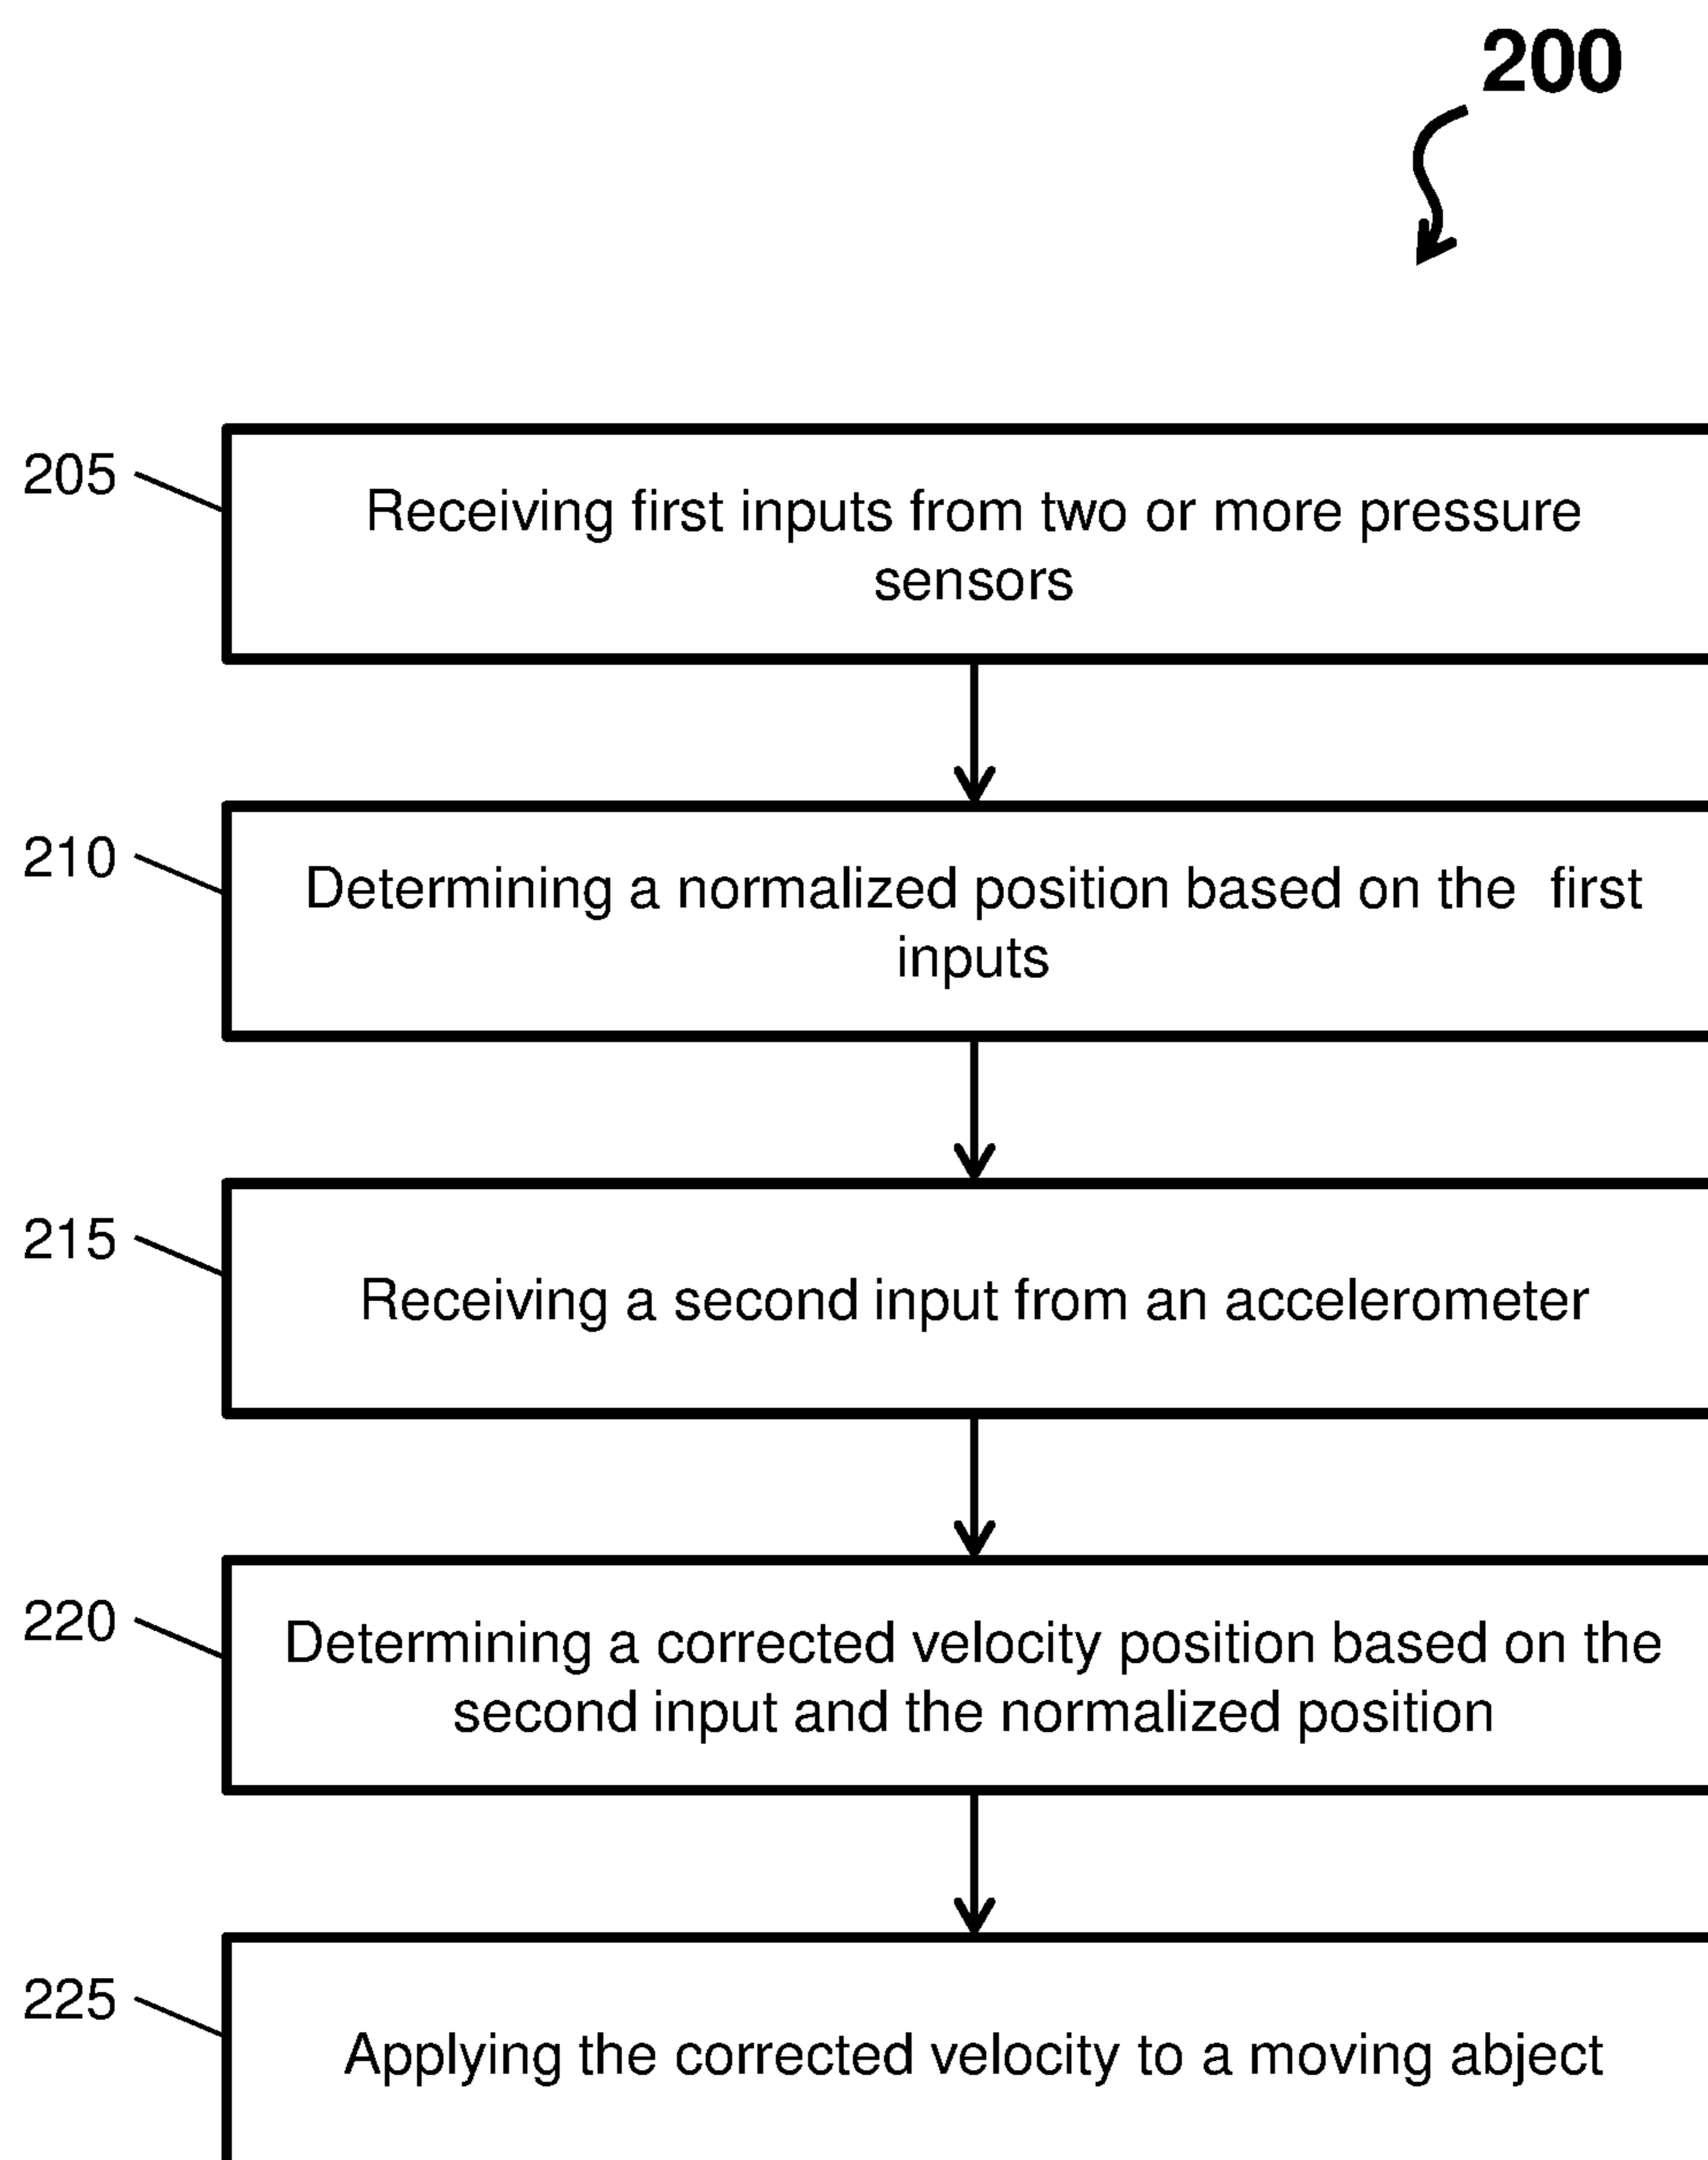 200
205
Receiving first inputs from two or more pressure
sensors
210
Determining a normalized position based on the  first
inputs
215
Receiving a second input from an accelerometer
220
Determining a corrected velocity position based on the
second input and the normalized position
225
Applying the corrected velocity to a moving abject